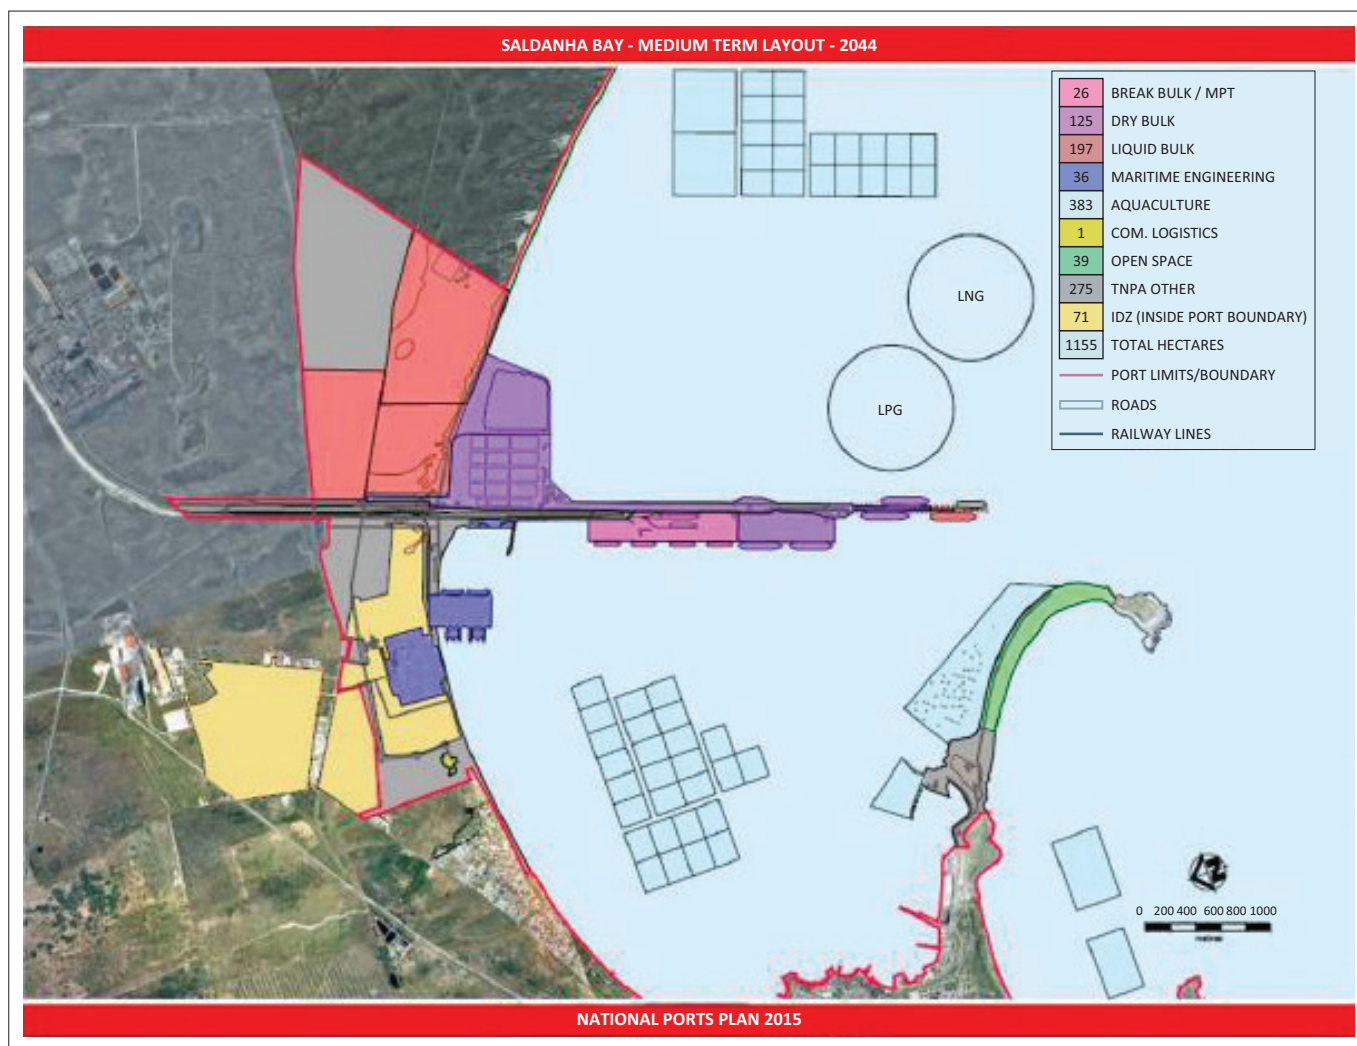 SALDANHA BAY - MEDIUM TERM LAYOUT - 2044
26 BREAK BULK / MPT
125 DRY BULK
197 LIQUID BULK
36 MARITIME ENGINEERING
383 AQUACULTURE
1 COM. LOGISTICS
39 OPEN SPACE
275 TNPA OTHER
71 IDZ (INSIDE PORT BOUNDARY)
1155 TOTAL HECTARES
PORT LIMITS/BOUNDARY
ROADS
RAILWAY LINES
LNG
LPG
0 200 400 600 800 1000
NATIONAL PORTS PLAN 2015